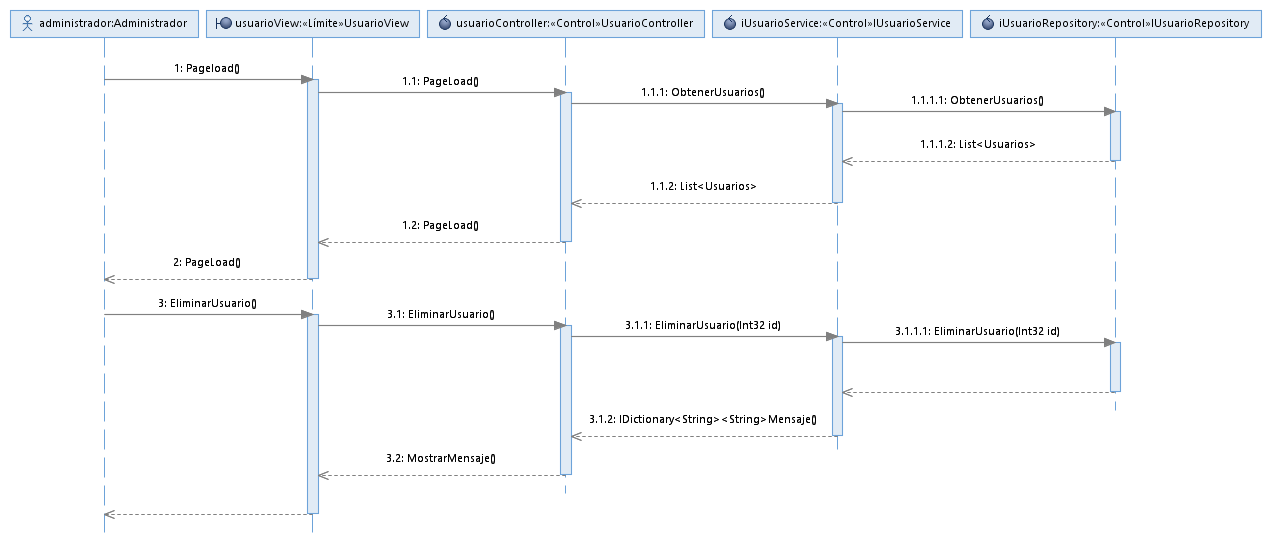 administrador:Administrador
usuarioView:«Límite»UsuarioView
usuarioController:«Control»UsuarioController
iUsuarioService:«Control»IUsuarioService
iUsuarioRepository:«Control»IUsuarioRepository
1: Pageload()
1.1: PageLoad()
1.1.1: ObtenerUsuarios()
1.1.1.1: ObtenerUsuarios()
1.1.1.2: List<Usuarios>
1.1.2: List<Usuarios>
1.2: PageLoad()
2: PageLoad()
3: EliminarUsuario()
3.1: EliminarUsuario()
3.1.1: EliminarUsuario(Int32 id)
3.1.1.1: EliminarUsuario(Int32 id)
3.1.2: IDictionary<String><String>Mensaje()
3.2: MostrarMensaje()